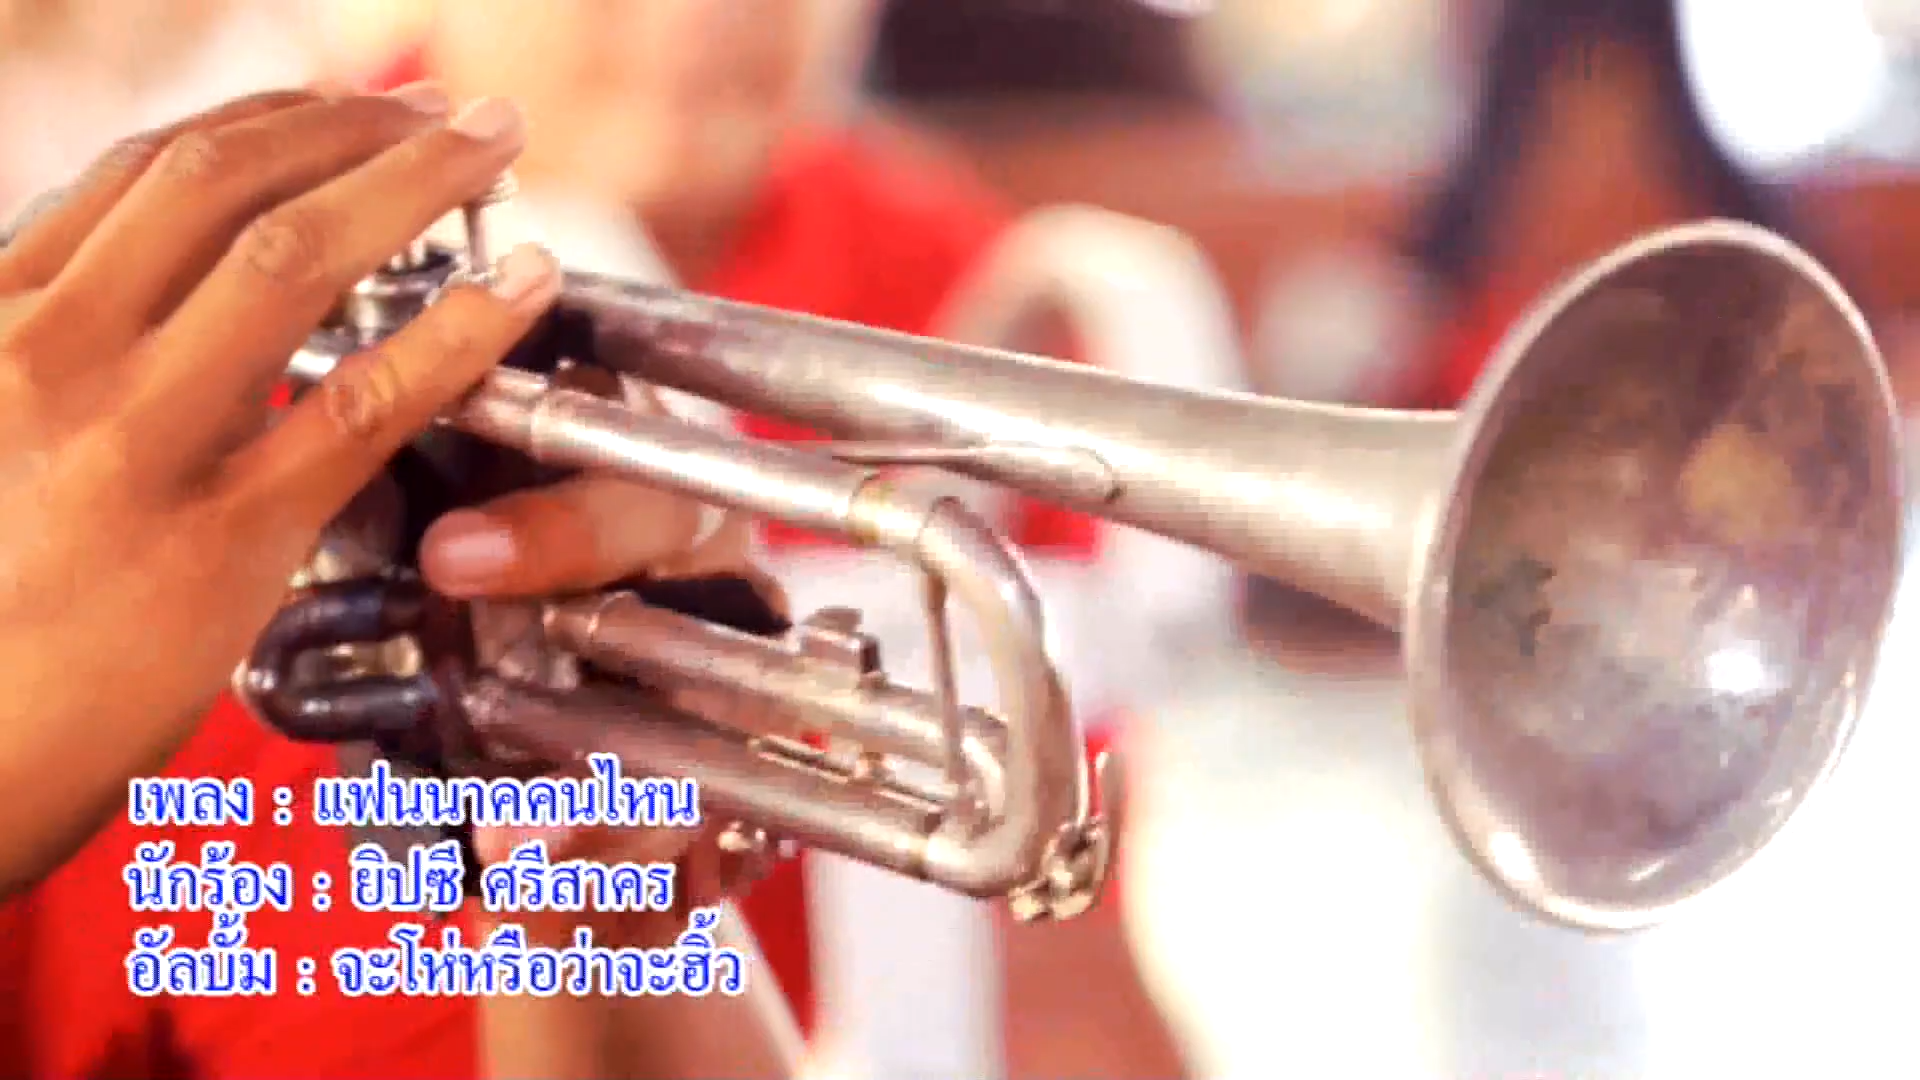 เพลง : แฟนนาคคนไหน
นักร้อง : ยิปซี ศรีสาคร
อัลบั้ม : จะโห่หรือว่าจะฮิ้ว